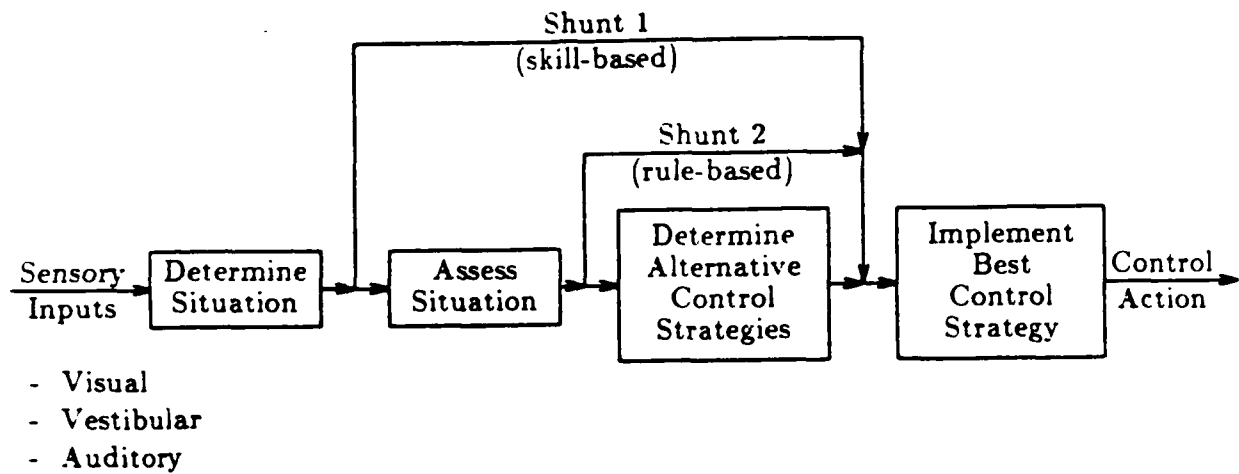 Shunt 1
(skill-based)
Shunt 2
(rule-based)
Sensory
Inputs
Determine
Situation
Assess
Situation
Determine
Alternative
Control
Strategies
Implement
Best
Control
Strategy
Control
Action
- Visual
- Vestibular
- Auditory